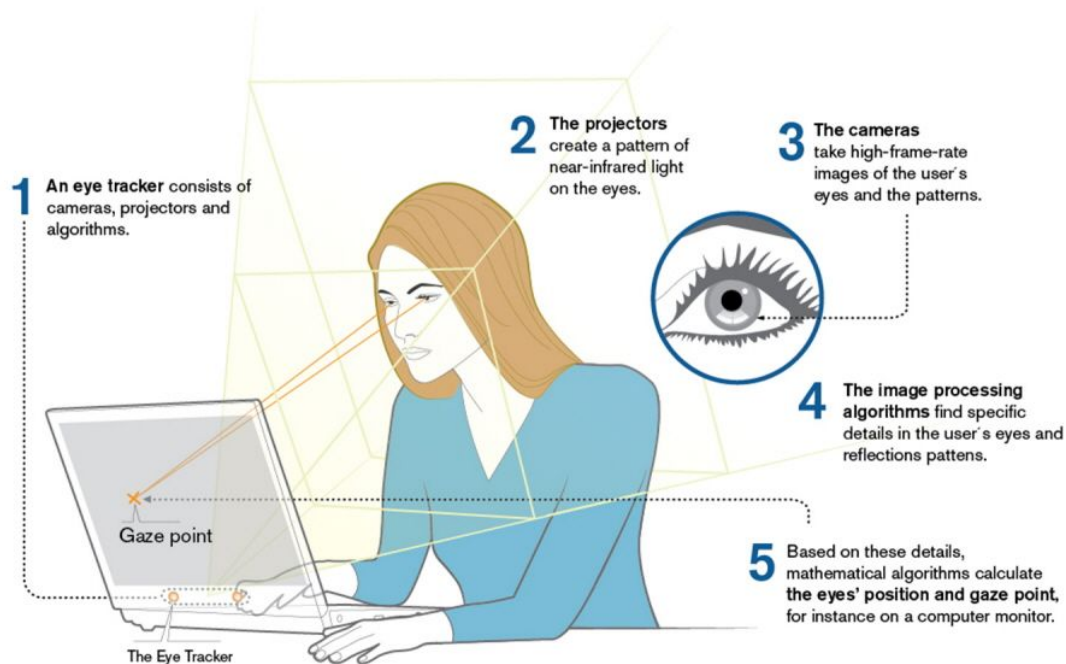 1 An eye tracker consists of
cameras, projectors and
algorithms.
2 The projectors
create a pattern of
near-infrared light
on the eyes.
3 The cameras
take high-frame-rate
images of the user´s
eyes and the patterns.
4 The image processing
algorithms find specific
details in the user´s eyes and
reflections pattens.
Gaze point
5 Based on these details,
mathematical algorithms calculate
the eyes’ position and gaze point,
for instance on a computer monitor.
The Eye Tracker